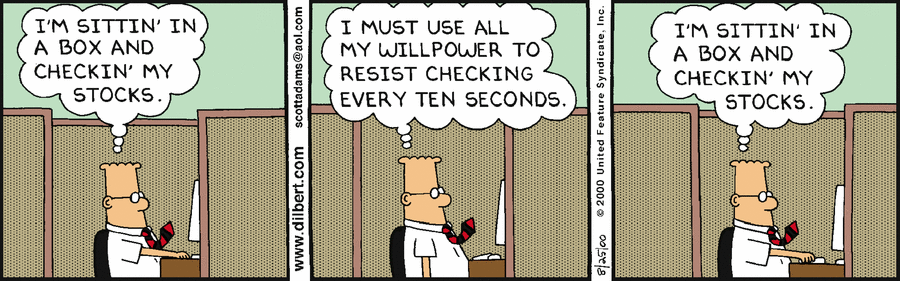 I'M SITTIN' IN
A BOX AND
CHECKIN' MY
STOCKS.
www.dilbert.com scottadams@aol.com
I MUST USE ALL
MY WILLPOWER TO
RESIST CHECKING
EVERY TEN SECONDS.
8/25/00 © 2000 United Feature Syndicate, Inc.
I'M SITTIN' IN
A BOX AND
CHECKIN' MY
STOCKS.